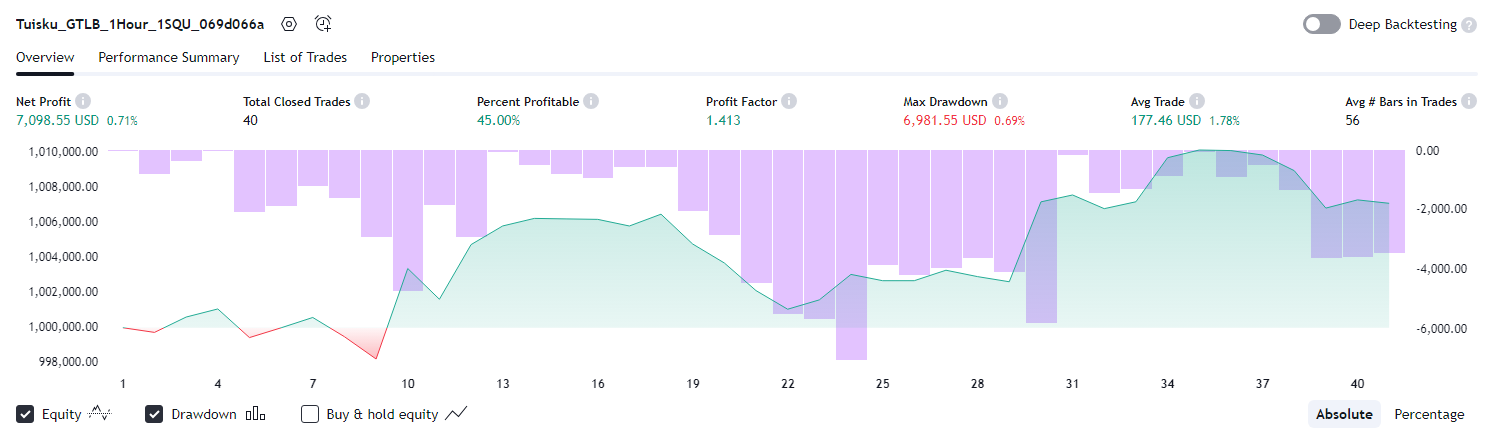 Tuisku_GTLB_1Hour_1SQU_069d066a Deep Backtesting ?
Overview Performance Summary List of Trades Properties
Net Profit i Total Closed Trades i Percent Profitable i Profit Factor i Max Drawdown i Avg Trade i Avg # Bars in Trades i
7,098.55 USD 0.71% 40 45.00% 1.413 6,981.55 USD 0.69% 177.46 USD 1.78% 56
1,010,000.00 0.00
1,008,000.00
1,006,000.00 -2,000.00
1,004,000.00 -4,000.00
1,002,000.00
1,000,000.00 -6,000.00
998,000.00
1 4 7 10 13 16 19 22 25 28 31 34 37 40
Equity Drawdown Buy & hold equity Absolute Percentage